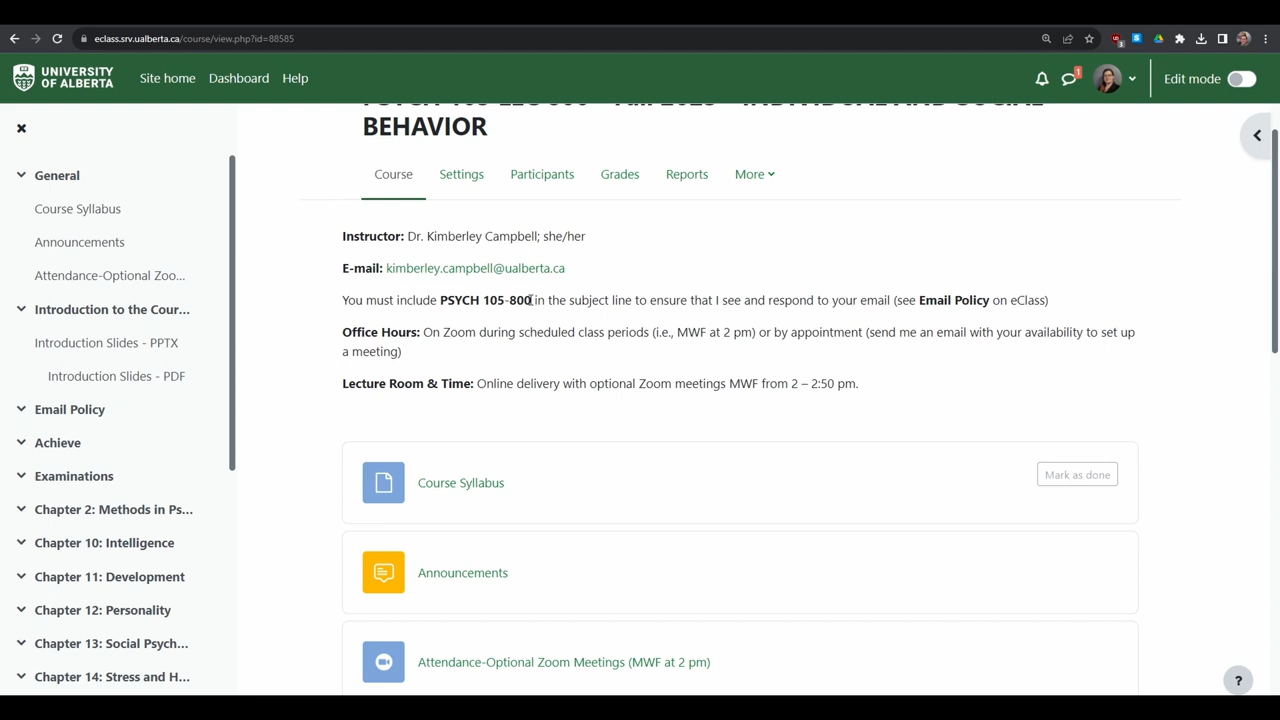 eclass.srv.ualberta.ca/course/view.php?id=88585
UNIVERSITY
OF ALBERTA
Site home
Dashboard
Help
1
Edit mode
BEHAVIOR
Course
Settings
Participants
Grades
Reports
More
General
Course Syllabus
Announcements
Attendance-Optional Zoo...
Introduction to the Cour...
Introduction Slides - PPTX
Introduction Slides - PDF
Email Policy
Achieve
Examinations
Chapter 2: Methods in Ps...
Chapter 10: Intelligence
Chapter 11: Development
Chapter 12: Personality
Chapter 13: Social Psych...
Chapter 14: Stress and H...
Instructor: Dr. Kimberley Campbell; she/her
E-mail: kimberley.campbell@ualberta.ca
You must include PSYCH 105-800 in the subject line to ensure that I see and respond to your email (see Email Policy on eClass)
Office Hours: On Zoom during scheduled class periods (i.e., MWF at 2 pm) or by appointment (send me an email with your availability to set up
a meeting)
Lecture Room & Time: Online delivery with optional Zoom meetings MWF from 2 – 2:50 pm.
Course Syllabus
Mark as done
Announcements
Attendance-Optional Zoom Meetings (MWF at 2 pm)
?